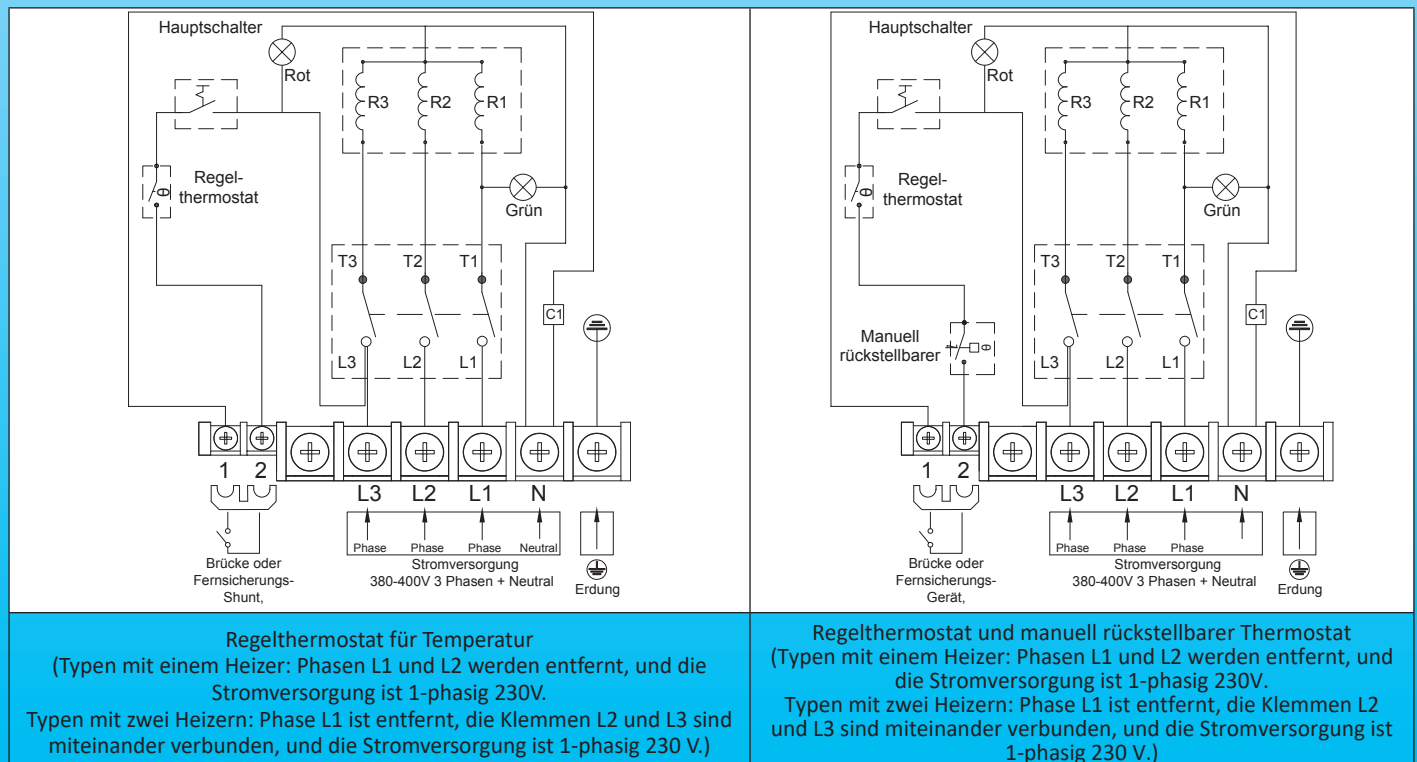 Hauptschalter
Rot
R3 R2 R1
Regel-
thermostat
θ
Grün
T3 T2 T1
C1
L3 L2 L1
1 2
L3 L2 L1 N
Phase Phase Phase Neutral
Brücke oder
Fernsicherungs-
Shunt,
Stromversorgung
380-400V 3 Phasen + Neutral
Erdung
Regelthermostat für Temperatur
(Typen mit einem Heizer: Phasen L1 und L2 werden entfernt, und die
Stromversorgung ist 1-phasig 230V.
Typen mit zwei Heizern: Phase L1 ist entfernt, die Klemmen L2 und L3 sind
miteinander verbunden, und die Stromversorgung ist 1-phasig 230 V.)
Hauptschalter
Rot
R3 R2 R1
Regel-
thermostat
θ
Grün
T3 T2 T1
C1
Manuell
rückstellbarer
θ
L3 L2 L1
1 2
L3 L2 L1 N
Phase Phase Phase
Brücke oder
Fernsicherungs-
Gerät,
Stromversorgung
380-400V 3 Phasen + Neutral
Erdung
Regelthermostat und manuell rückstellbarer Thermostat
(Typen mit einem Heizer: Phasen L1 und L2 werden entfernt, und
die Stromversorgung ist 1-phasig 230V.
Typen mit zwei Heizern: Phase L1 ist entfernt, die Klemmen L2
und L3 sind miteinander verbunden, und die Stromversorgung ist
1-phasig 230 V.)